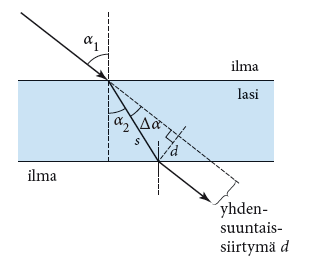 α₁
ilma
lasi
α₂
Δα
s
d
ilma
yhden-
suuntais-
siirtymä d